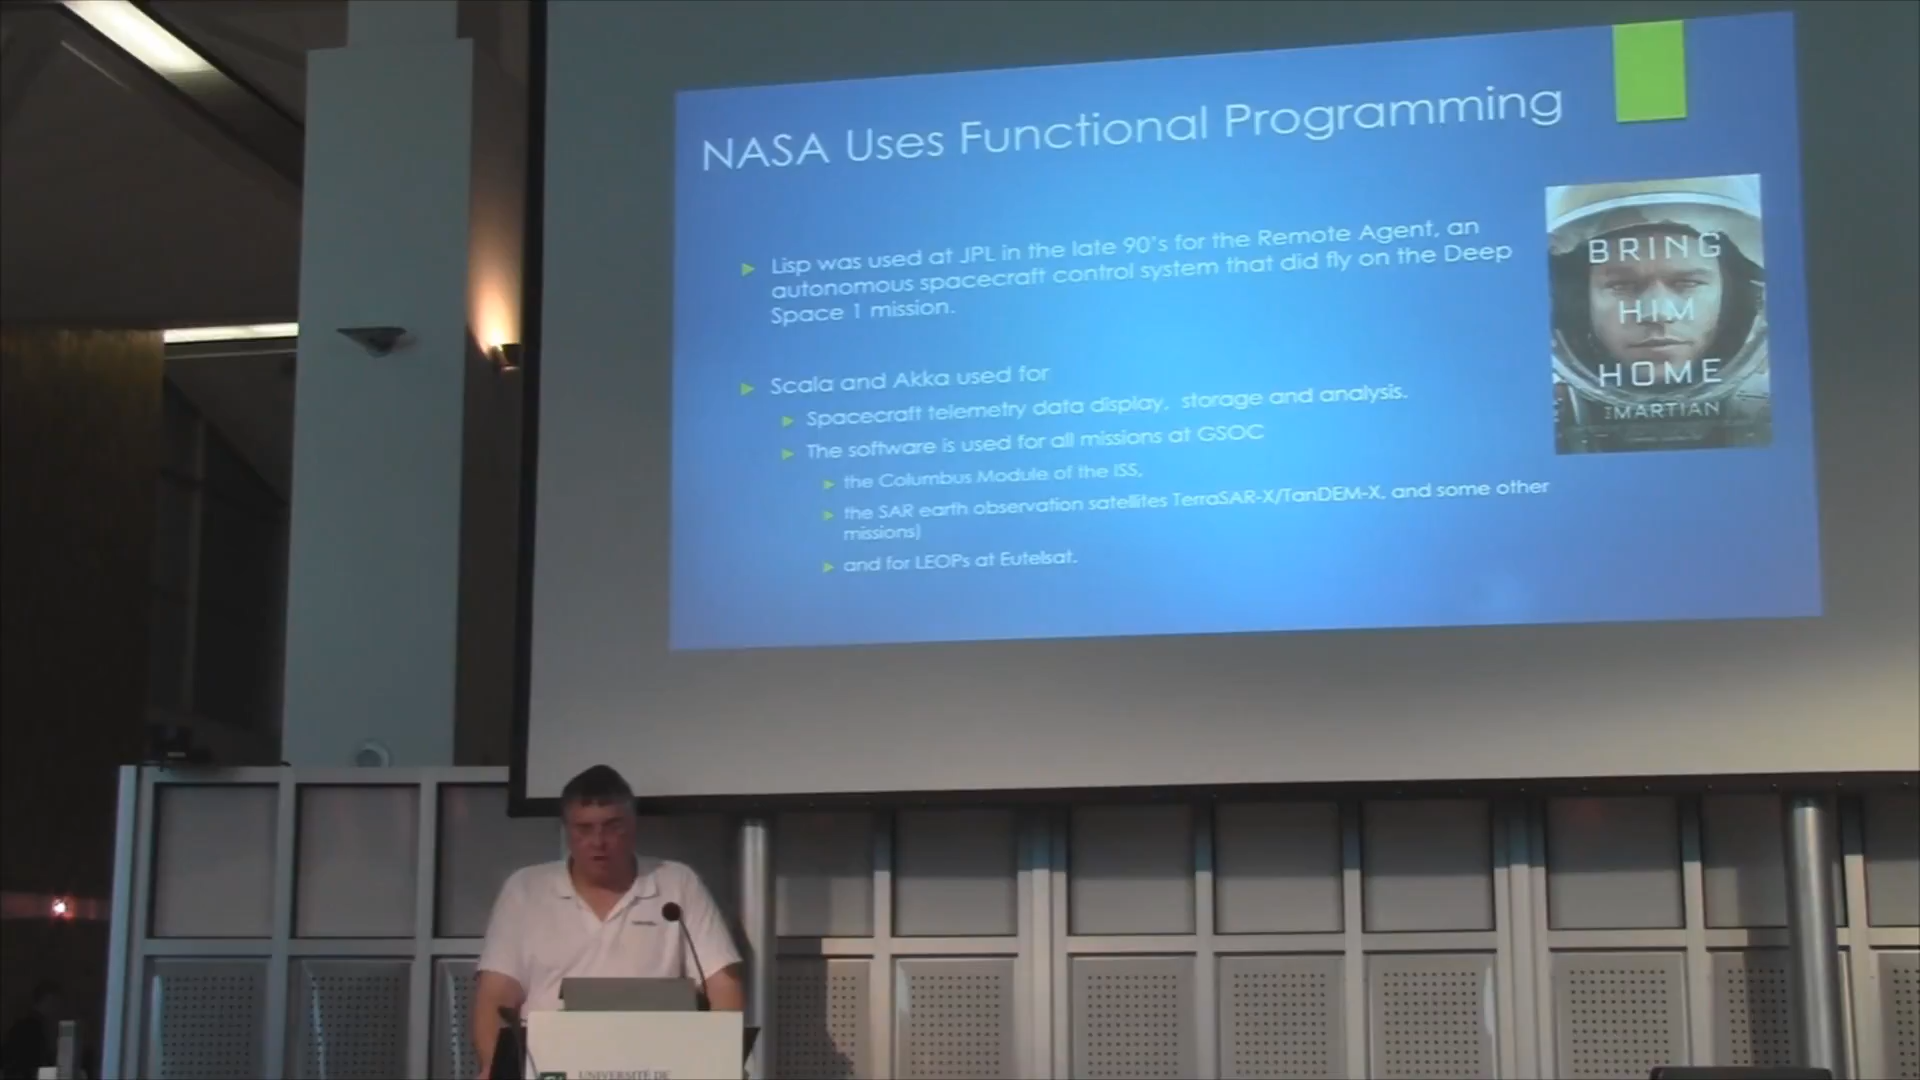 NASA Uses Functional Programming
Lisp was used at JPL in the late 90's for the Remote Agent, an
autonomous spacecraft control system that did fly on the Deep
Space 1 mission.
Scala and Akka used for
Spacecraft telemetry data display, storage and analysis.
The software is used for all missions at GSOC
the Columbus Module of the ISS,
the SAR earth observation satellites TerraSAR-X/TanDEM-X, and some other
missions)
and for LEOPs at Eutelsat.
BRING
HIM
HOME
THE MARTIAN
UNIVERSITÉ DE